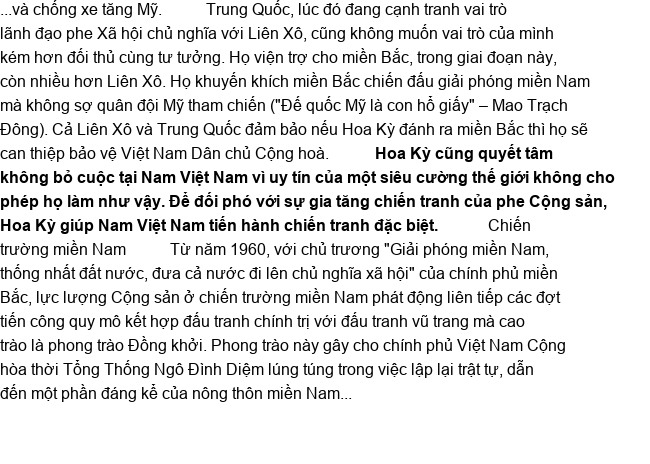 ...và chống xe tăng Mỹ. Trung Quốc, lúc đó đang cạnh tranh vai trò
lãnh đạo phe Xã hội chủ nghĩa với Liên Xô, cũng không muốn vai trò của mình
kém hơn đối thủ cùng tư tưởng. Họ viện trợ cho miền Bắc, trong giai đoạn này,
còn nhiều hơn Liên Xô. Họ khuyến khích miền Bắc chiến đấu giải phóng miền Nam
mà không sợ quân đội Mỹ tham chiến ("Đế quốc Mỹ là con hổ giấy" – Mao Trạch
Đông). Cả Liên Xô và Trung Quốc đảm bảo nếu Hoa Kỳ đánh ra miền Bắc thì họ sẽ
can thiệp bảo vệ Việt Nam Dân chủ Cộng hoà. Hoa Kỳ cũng quyết tâm
không bỏ cuộc tại Nam Việt Nam vì uy tín của một siêu cường thế giới không cho
phép họ làm như vậy. Để đối phó với sự gia tăng chiến tranh của phe Cộng sản,
Hoa Kỳ giúp Nam Việt Nam tiến hành chiến tranh đặc biệt. Chiến
trường miền Nam Từ năm 1960, với chủ trương "Giải phóng miền Nam,
thống nhất đất nước, đưa cả nước đi lên chủ nghĩa xã hội" của chính phủ miền
Bắc, lực lượng Cộng sản ở chiến trường miền Nam phát động liên tiếp các đợt
tiến công quy mô kết hợp đấu tranh chính trị với đấu tranh vũ trang mà cao
trào là phong trào Đồng khởi. Phong trào này gây cho chính phủ Việt Nam Cộng
hòa thời Tổng Thống Ngô Đình Diệm lúng túng trong việc lập lại trật tự, dẫn
đến một phần đáng kể của nông thôn miền Nam...